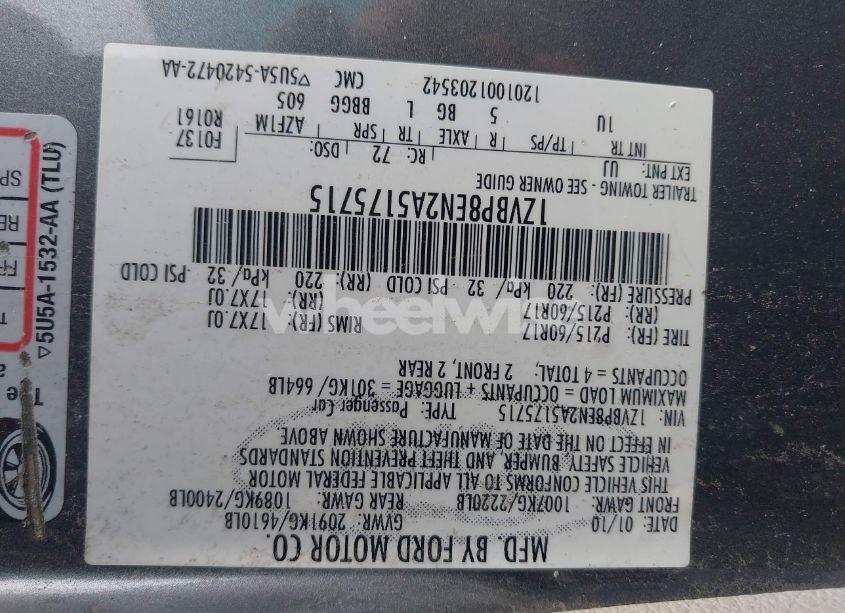 MFD. BY FORD MOTOR CO.
DATE: 01/10 GVWR: 2091KG/4610LB
FRONT GAWR: 1007KG/2220LB REAR GAWR: 1089KG/2400LB
THIS VEHICLE CONFORMS TO ALL APPLICABLE FEDERAL MOTOR
VEHICLE SAFETY, BUMPER, AND THEFT PREVENTION STANDARDS
IN EFFECT ON THE DATE OF MANUFACTURE SHOWN ABOVE
VIN: 1ZVBP8EN2A5175715 TYPE: Passenger Car
MAXIMUM LOAD = OCCUPANTS + LUGGAGE = 301KG/664LB
OCCUPANTS = 4 TOTAL: 2 FRONT, 2 REAR
TIRE (FR): P215/60R17 RIMS (FR): 17X7.0J
(RR): P215/60R17 (RR): 17X7.0J
PRESSURE (FR): 220 kPa/32 PSI COLD (RR): 220 kPa/32 PSI COLD
1ZVBP8EN2A5175715
TRAILER TOWING - SEE OWNER GUIDE
EXT PNT: UJ RC: 72 DSO: F0137
R0161
INT TR TP/PS R AXLE TR SPR AZF1M
1U 5 BG L BBGG 605
1201001203542 CMC ▽5U5A-5420472-AA
▽5U5A-1532-AA (TLU)
wheelwiz